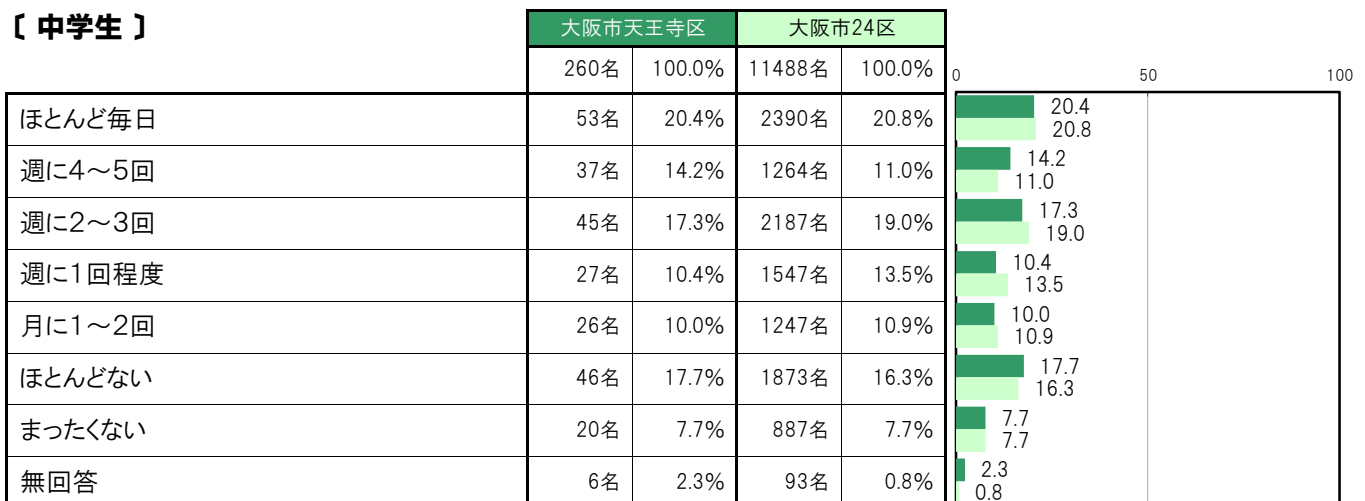 〔 中学生 〕
大阪市天王寺区 大阪市24区
260名 100.0% 11488名 100.0%
0 50 100
ほとんど毎日 53名 20.4% 2390名 20.8% 20.4
20.8
週に4～5回 37名 14.2% 1264名 11.0% 14.2
11.0
週に2～3回 45名 17.3% 2187名 19.0% 17.3
19.0
週に1回程度 27名 10.4% 1547名 13.5% 10.4
13.5
月に1～2回 26名 10.0% 1247名 10.9% 10.0
10.9
ほとんどない 46名 17.7% 1873名 16.3% 17.7
16.3
まったくない 20名 7.7% 887名 7.7% 7.7
7.7
無回答 6名 2.3% 93名 0.8% 2.3
0.8